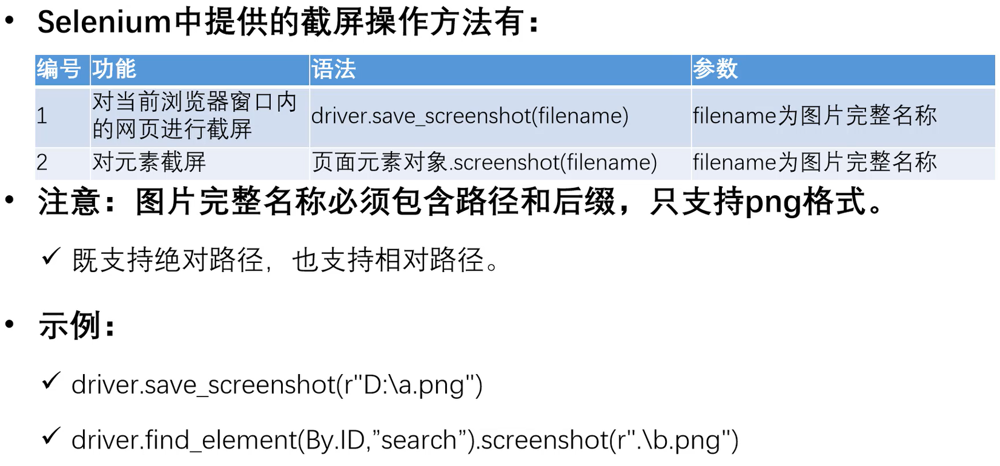 • Selenium中提供的截屏操作方法有：
编号 功能 语法 参数
1 对当前浏览器窗口内的网页进行截屏 driver.save_screenshot(filename) filename为图片完整名称
2 对元素截屏 页面元素对象.screenshot(filename) filename为图片完整名称
• 注意：图片完整名称必须包含路径和后缀，只支持png格式。
✓ 既支持绝对路径，也支持相对路径。
• 示例：
✓ driver.save_screenshot(r"D:\a.png")
✓ driver.find_element(By.ID,”search”).screenshot(r".\b.png")